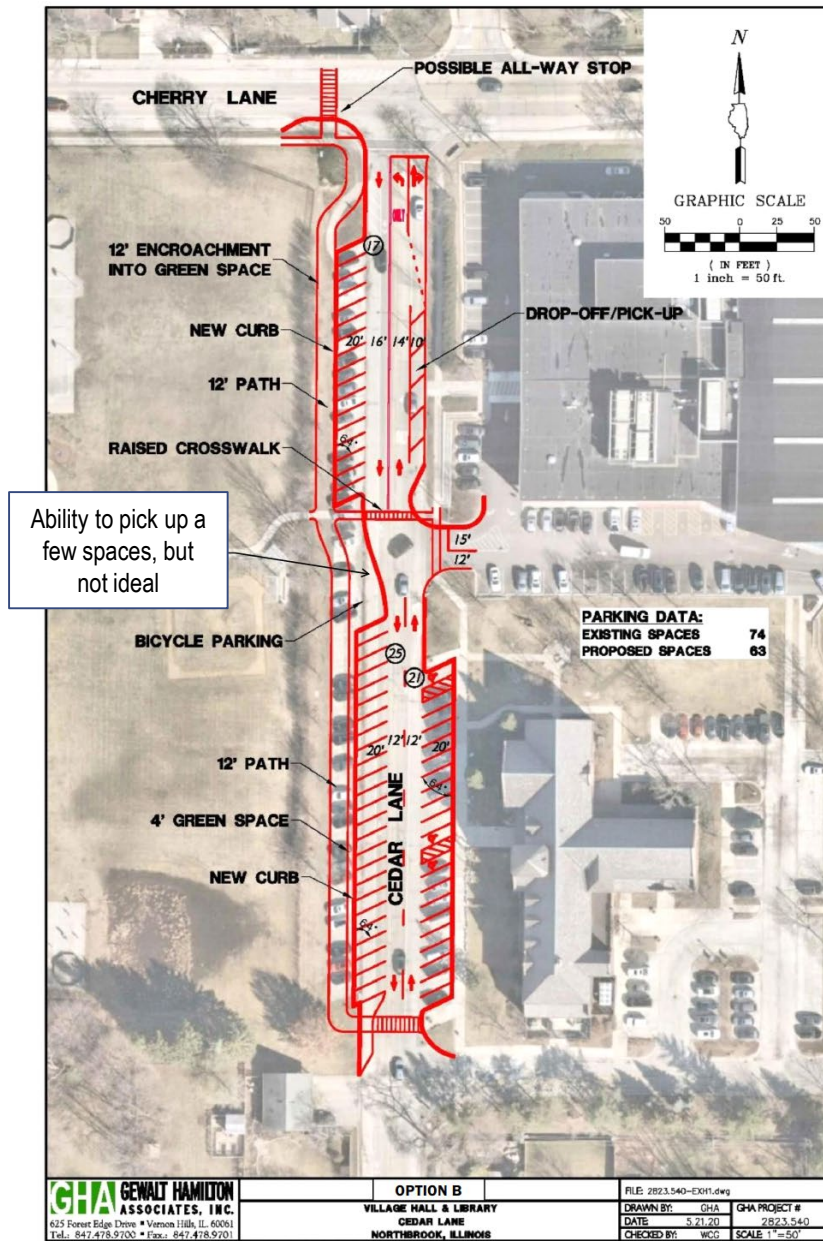 POSSIBLE ALL-WAY STOP
CHERRY LANE
N
GRAPHIC SCALE
50 0 25 50
( IN FEET )
1 inch = 50 ft.
ONLY
17
12' ENCROACHMENT
INTO GREEN SPACE
DROP-OFF/PICK-UP
NEW CURB
20' 16' 14' 10'
12' PATH
64°
RAISED CROSSWALK
Ability to pick up a
few spaces, but
not ideal
15'
12'
BICYCLE PARKING
PARKING DATA:
EXISTING SPACES 74
PROPOSED SPACES 63
25
21
20' 12' 12' 20'
12' PATH
64°
4' GREEN SPACE
CEDAR LANE
NEW CURB
64°
GHA GEWALT HAMILTON
ASSOCIATES, INC.
625 Forest Edge Drive ■ Vernon Hills, IL. 60061
TEL.: 847.478.9700 ■ Fax.: 847.478.9701
OPTION B
VILLAGE HALL & LIBRARY
CEDAR LANE
NORTHBROOK, ILLINOIS
FILE: 2823.540-EXH1.dwg
DRAWN BY: GHA GHA PROJECT #
DATE: 5.21.20 2823.540
CHECKED BY: WCG SCALE: 1"=50'